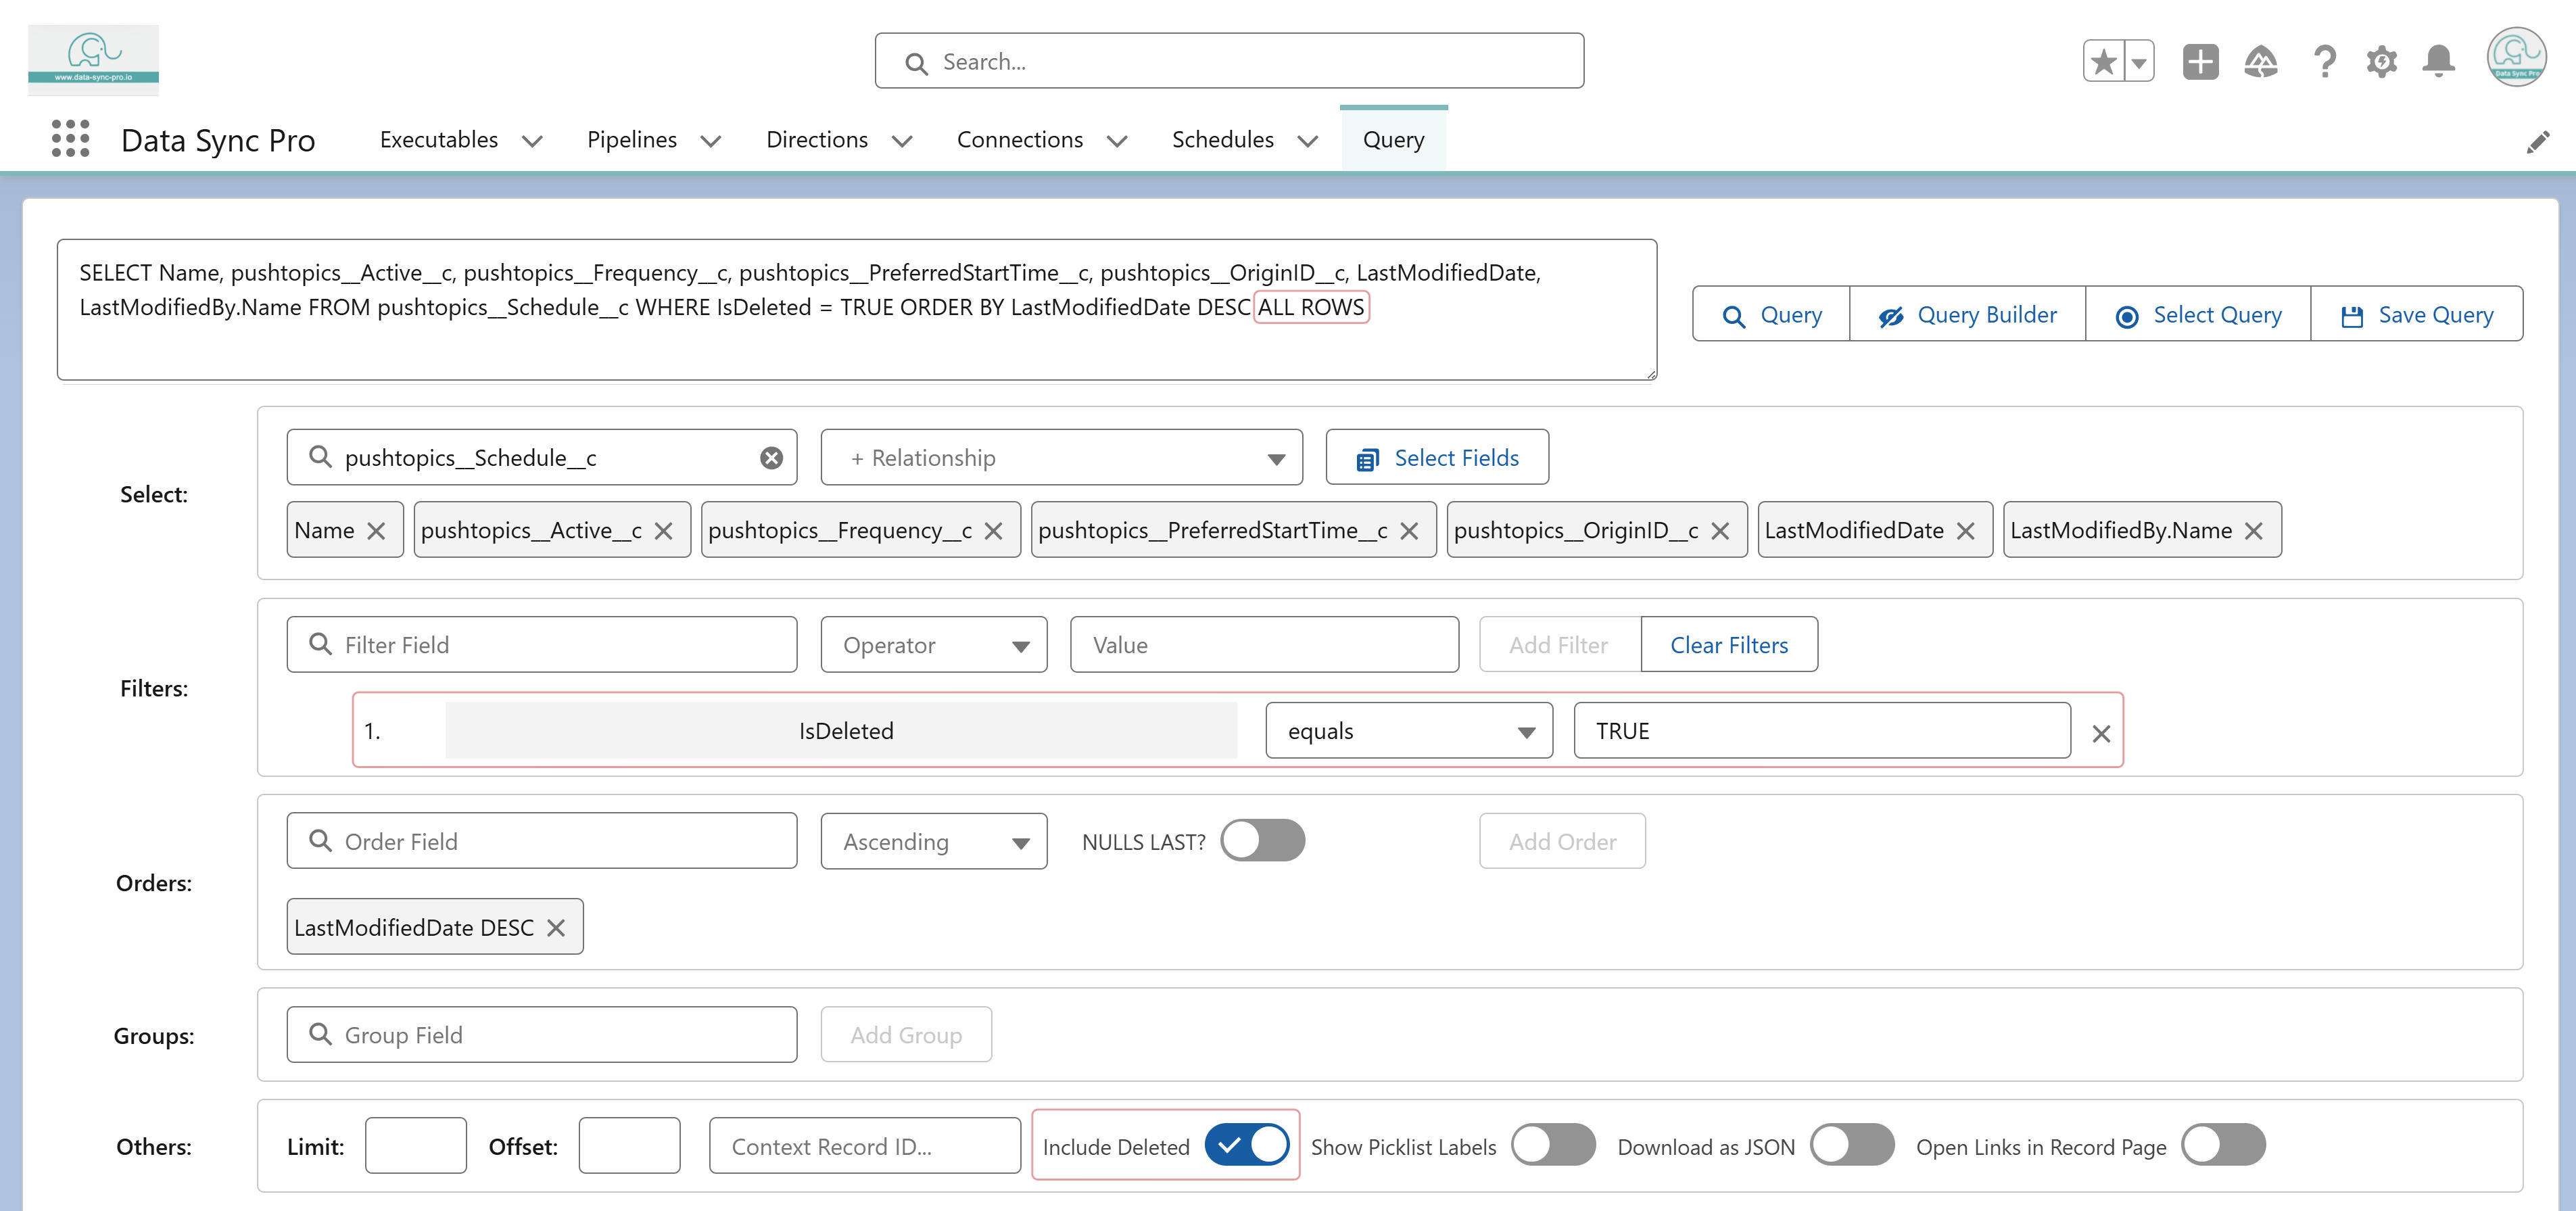 www.data-sync-pro.io
Search...
Data Sync Pro
Data Sync Pro
Executables
Pipelines
Directions
Connections
Schedules
Query
SELECT Name, pushtopics__Active__c, pushtopics__Frequency__c, pushtopics__PreferredStartTime__c, pushtopics__OriginID__c, LastModifiedDate,
LastModifiedBy.Name FROM pushtopics__Schedule__c WHERE IsDeleted = TRUE ORDER BY LastModifiedDate DESC ALL ROWS
Query
Query Builder
Select Query
Save Query
Select:
pushtopics__Schedule__c
+ Relationship
Select Fields
Name
pushtopics__Active__c
pushtopics__Frequency__c
pushtopics__PreferredStartTime__c
pushtopics__OriginID__c
LastModifiedDate
LastModifiedBy.Name
Filters:
Filter Field
Operator
Value
Add Filter
Clear Filters
1.
IsDeleted
equals
TRUE
Orders:
Order Field
Ascending
NULLS LAST?
Add Order
LastModifiedDate DESC
Groups:
Group Field
Add Group
Others:
Limit:
Offset:
Context Record ID...
Include Deleted
Show Picklist Labels
Download as JSON
Open Links in Record Page